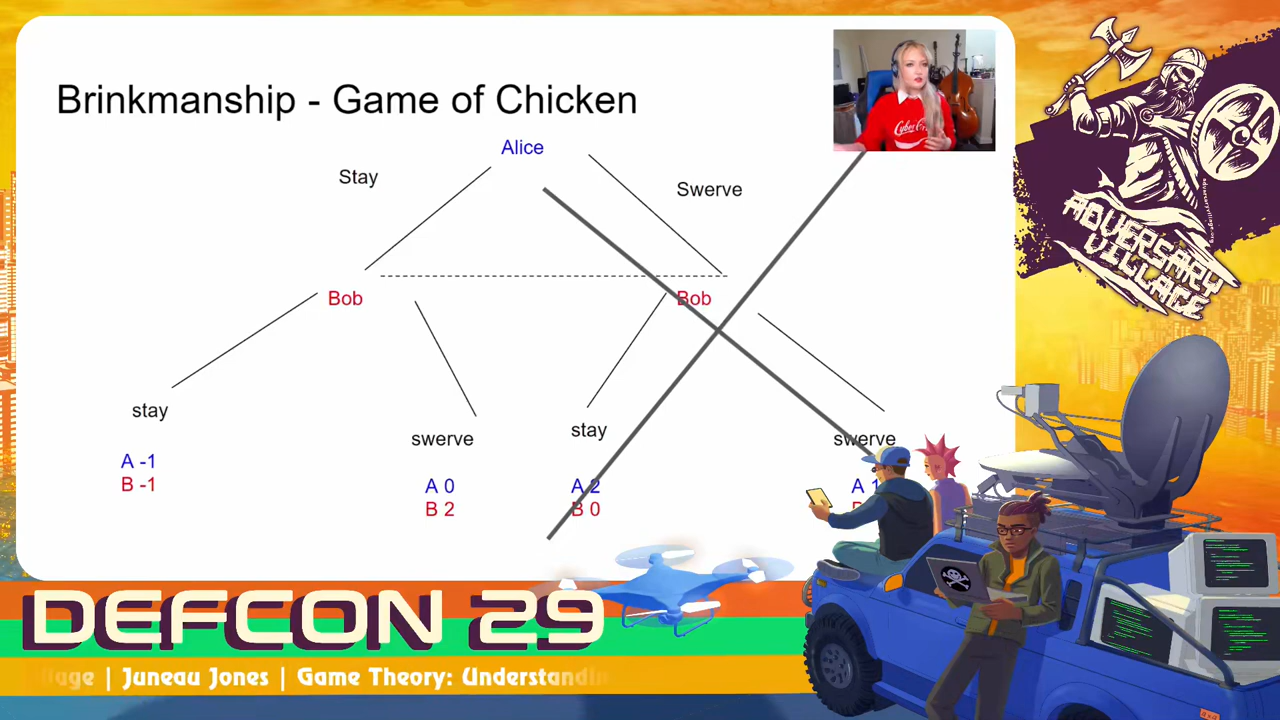 Brinkmanship - Game of Chicken
Alice
Stay
Swerve
Bob
Bob
stay
swerve
stay
swerve
A -1
B -1
A 0
B 2
A 2
B 0
A 1
Cyber
ADVERSARY
VILLAGE
DEFCON 29
| Juneau Jones | Game Theory: Understandin